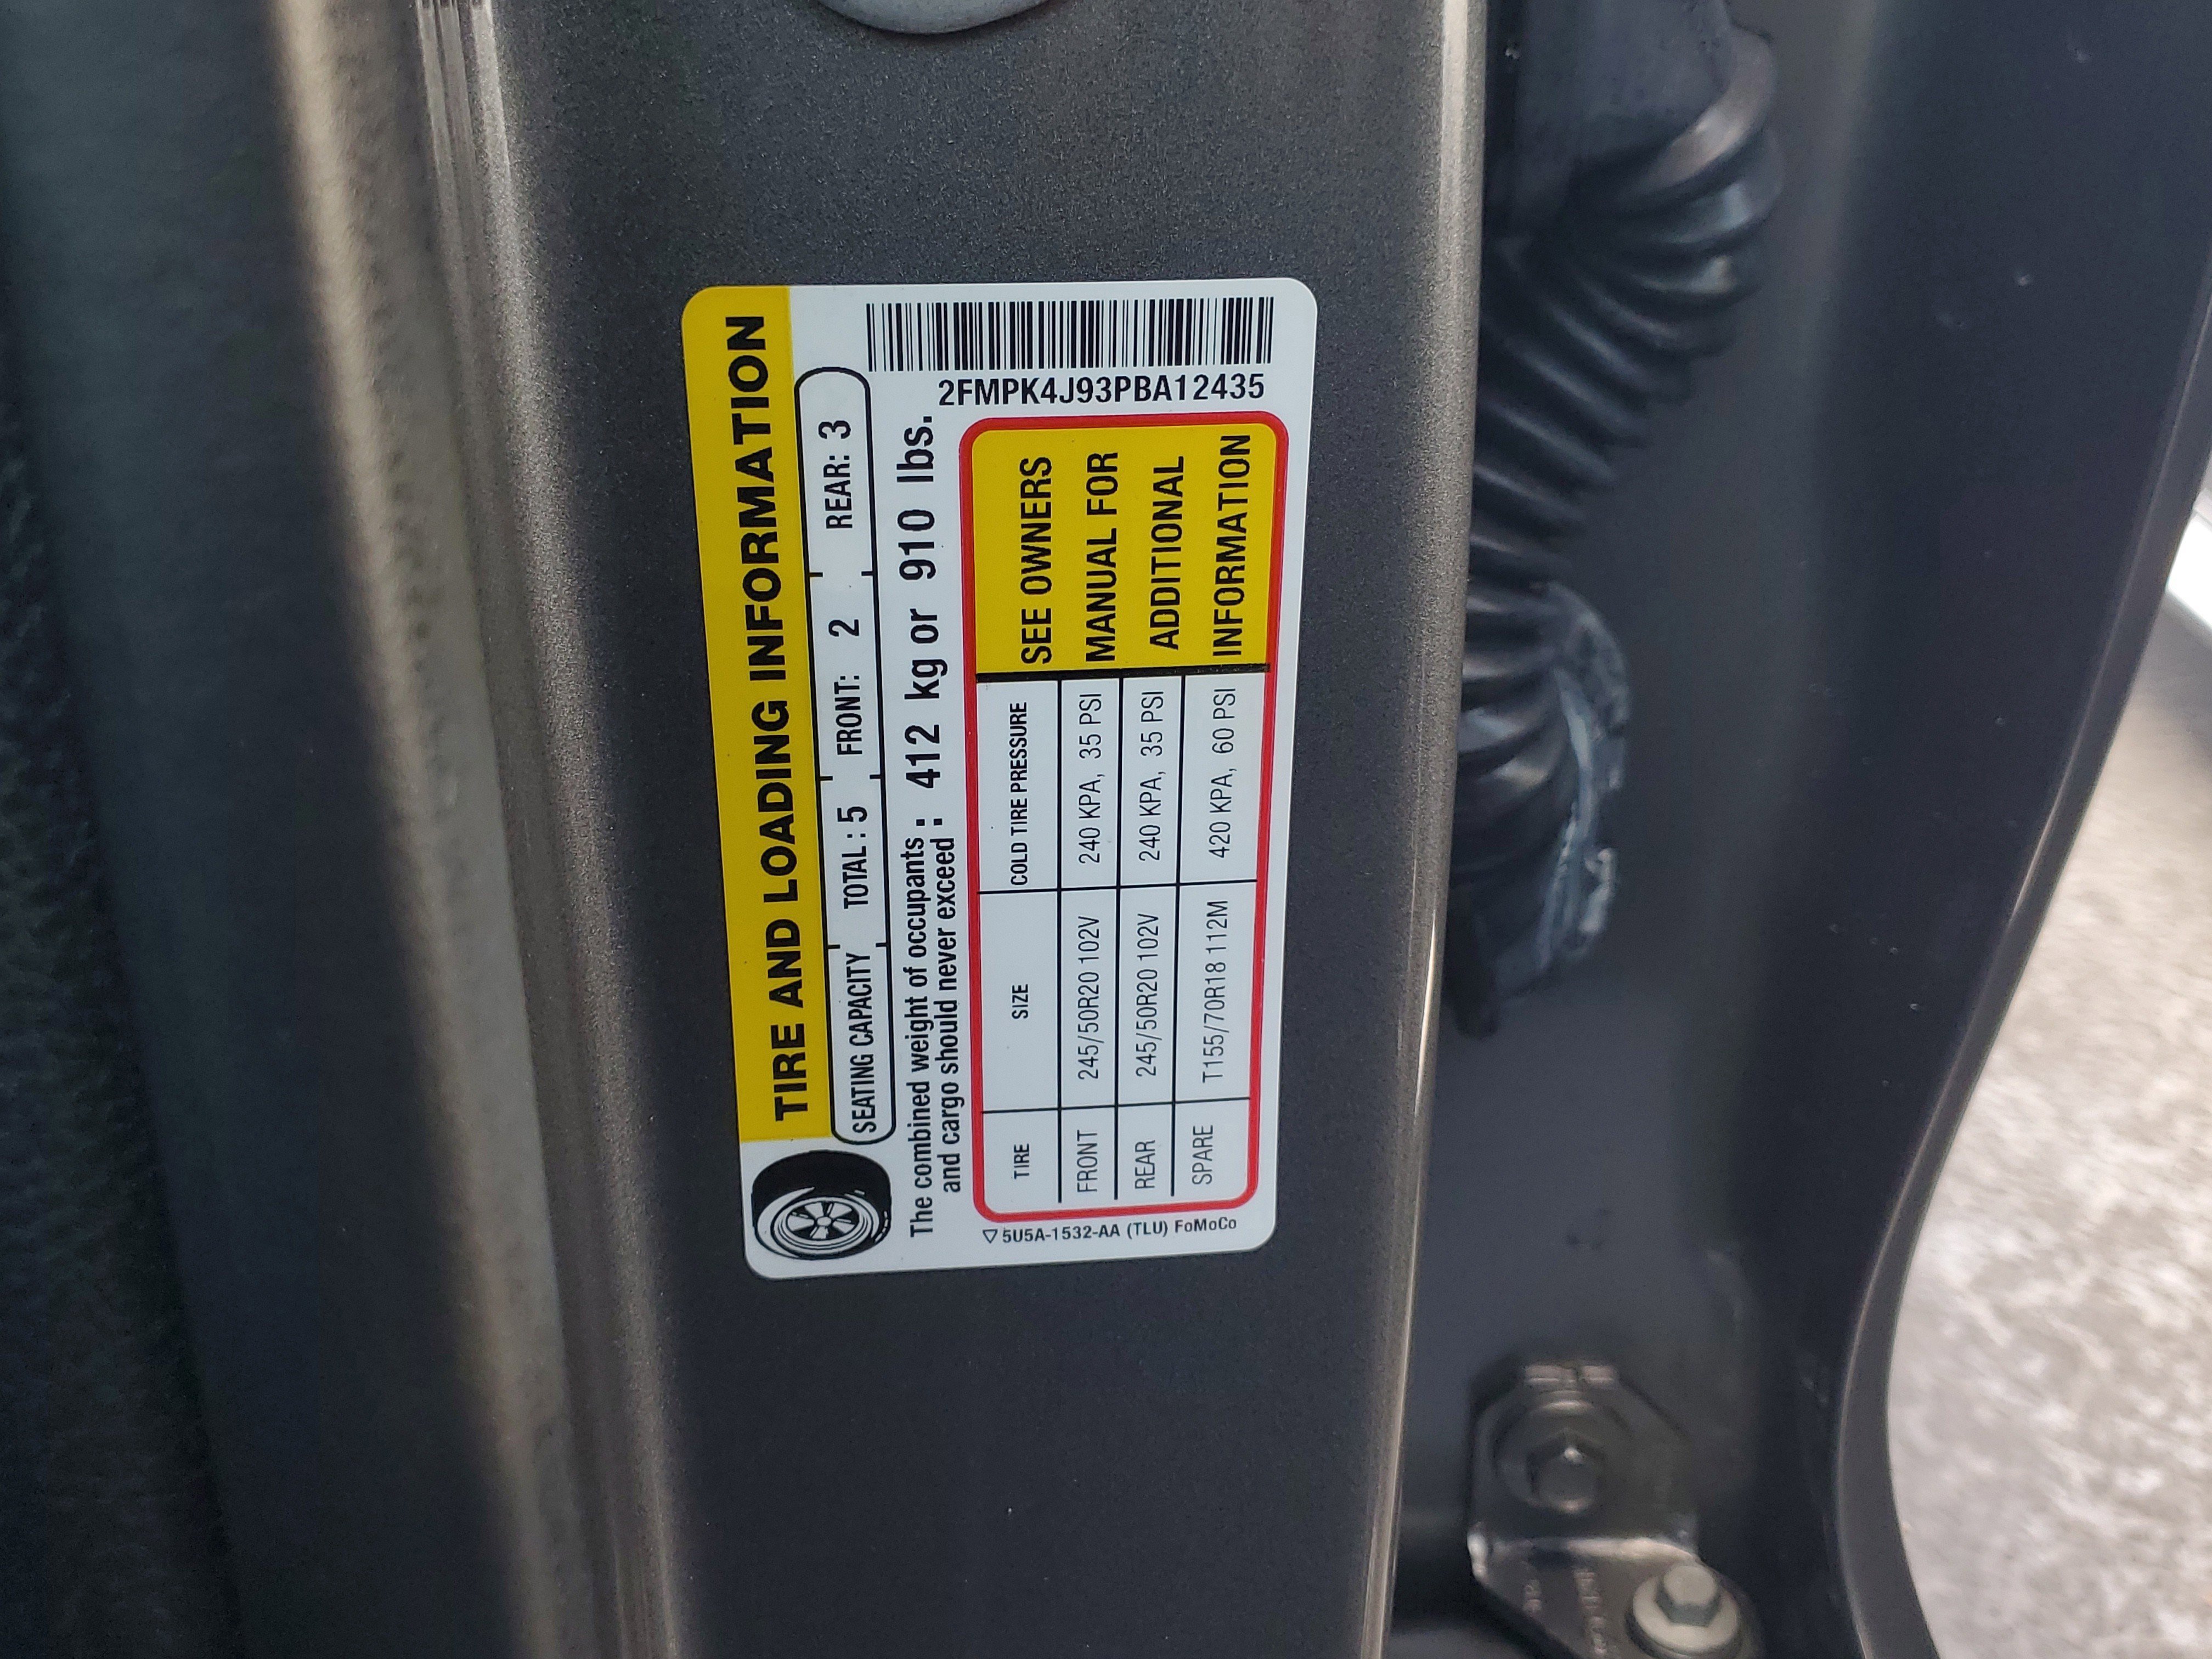 TIRE AND LOADING INFORMATION
SEATING CAPACITY TOTAL : 5 FRONT: 2 REAR: 3
The combined weight of occupants
and cargo should never exceed : 412 kg or 910 lbs.
2FMPK4J93PBA12435
TIRE SIZE COLD TIRE PRESSURE
FRONT 245/50R20 102V 240 KPA, 35 PSI
REAR 245/50R20 102V 240 KPA, 35 PSI
SPARE T155/70R18 112M 420 KPA, 60 PSI
SEE OWNERS
MANUAL FOR
ADDITIONAL
INFORMATION
5U5A-1532-AA (TLU) FoMoCo